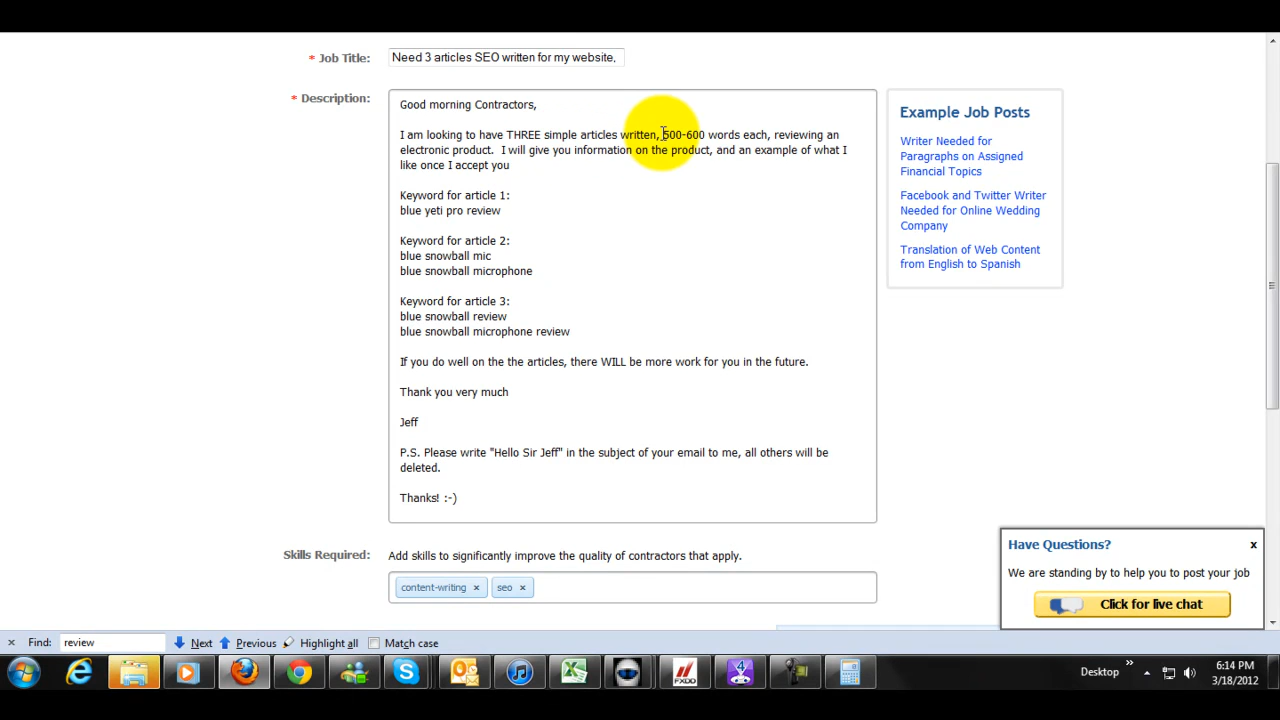 * Job Title:
Need 3 articles SEO written for my website,
* Description:
Good morning Contractors,
I am looking to have THREE simple articles written, 500-600 words each, reviewing an
electronic product.  I will give you information on the product, and an example of what I
like once I accept you
Keyword for article 1:
blue yeti pro review
Keyword for article 2:
blue snowball mic
blue snowball microphone
Keyword for article 3:
blue snowball review
blue snowball microphone review
If you do well on the the articles, there WILL be more work for you in the future.
Thank you very much
Jeff
P.S. Please write "Hello Sir Jeff" in the subject of your email to me, all others will be
deleted.
Thanks! :-)
Example Job Posts
Writer Needed for
Paragraphs on Assigned
Financial Topics
Facebook and Twitter Writer
Needed for Online Wedding
Company
Translation of Web Content
from English to Spanish
Skills Required:
Add skills to significantly improve the quality of contractors that apply.
content-writing ×
seo ×
Have Questions?
x
We are standing by to help you to post your job
Click for live chat
× Find: review Next Previous Highlight all Match case
FXDD
4
Desktop
»
6:14 PM
3/18/2012